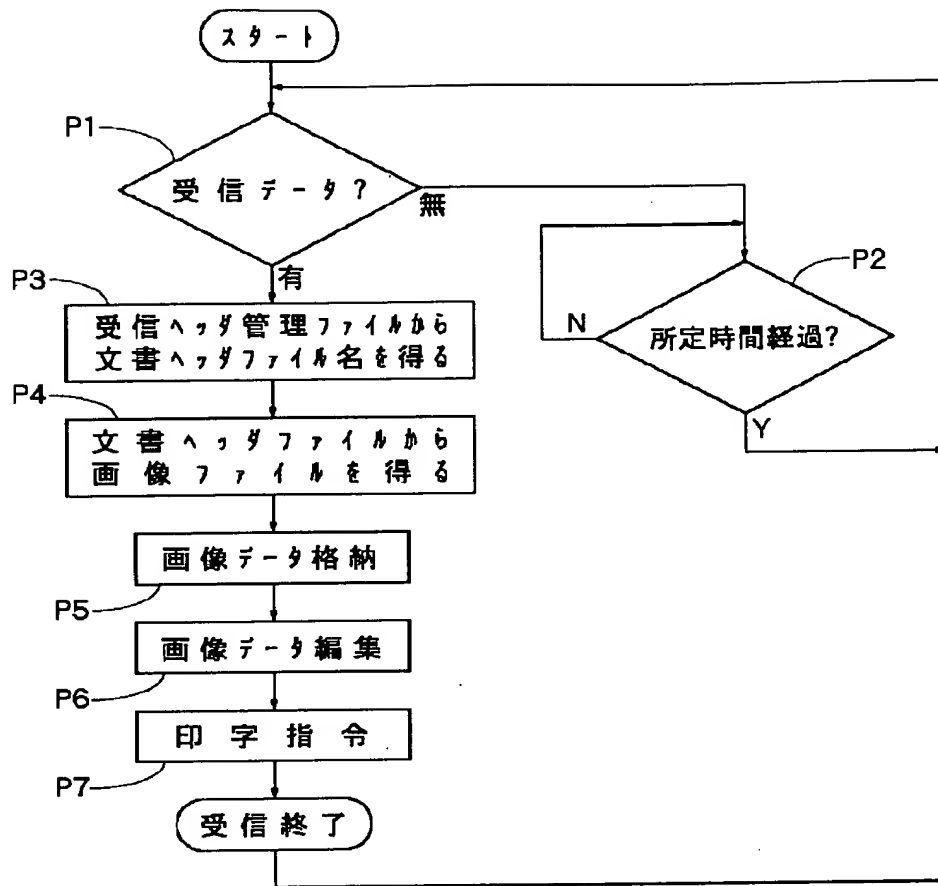 スタート
P1
受信データ?
無
有
P2
所定時間経過?
N
Y
P3
受信ヘッダ管理ファイルから
文書ヘッダファイル名を得る
P4
文書ヘッダファイルから
画像ファイルを得る
画像データ格納
P5
画像データ編集
P6
印字指令
P7
受信終了